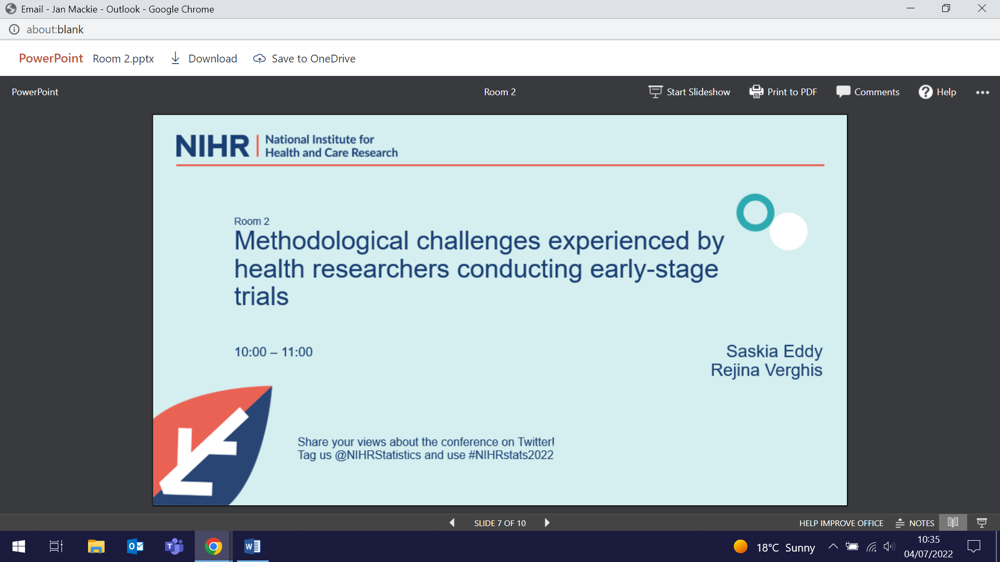 Email - Jan Mackie - Outlook - Google Chrome
about:blank
PowerPoint Room 2.pptx Download Save to OneDrive
PowerPoint Room 2 Start Slideshow Print to PDF Comments ? Help
NIHR National Institute for
Health and Care Research
Room 2
Methodological challenges experienced by
health researchers conducting early-stage
trials
10:00 – 11:00
Saskia Eddy
Rejina Verghis
Share your views about the conference on Twitter!
Tag us @NIHRStatistics and use #NIHRstats2022
SLIDE 7 OF 10 HELP IMPROVE OFFICE NOTES
18°C Sunny
10:35
04/07/2022